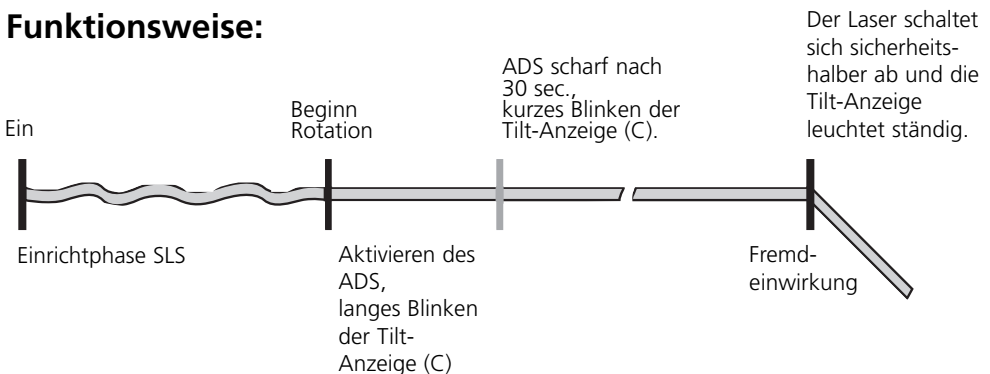 Funktionsweise:
Ein
Beginn
Rotation
ADS scharf nach
30 sec.,
kurzes Blinken der
Tilt-Anzeige (C).
Der Laser schaltet
sich sicherheits-
halber ab und die
Tilt-Anzeige
leuchtet ständig.
Einrichtphase SLS
Aktivieren des
ADS,
langes Blinken
der Tilt-
Anzeige (C)
Fremd-
einwirkung